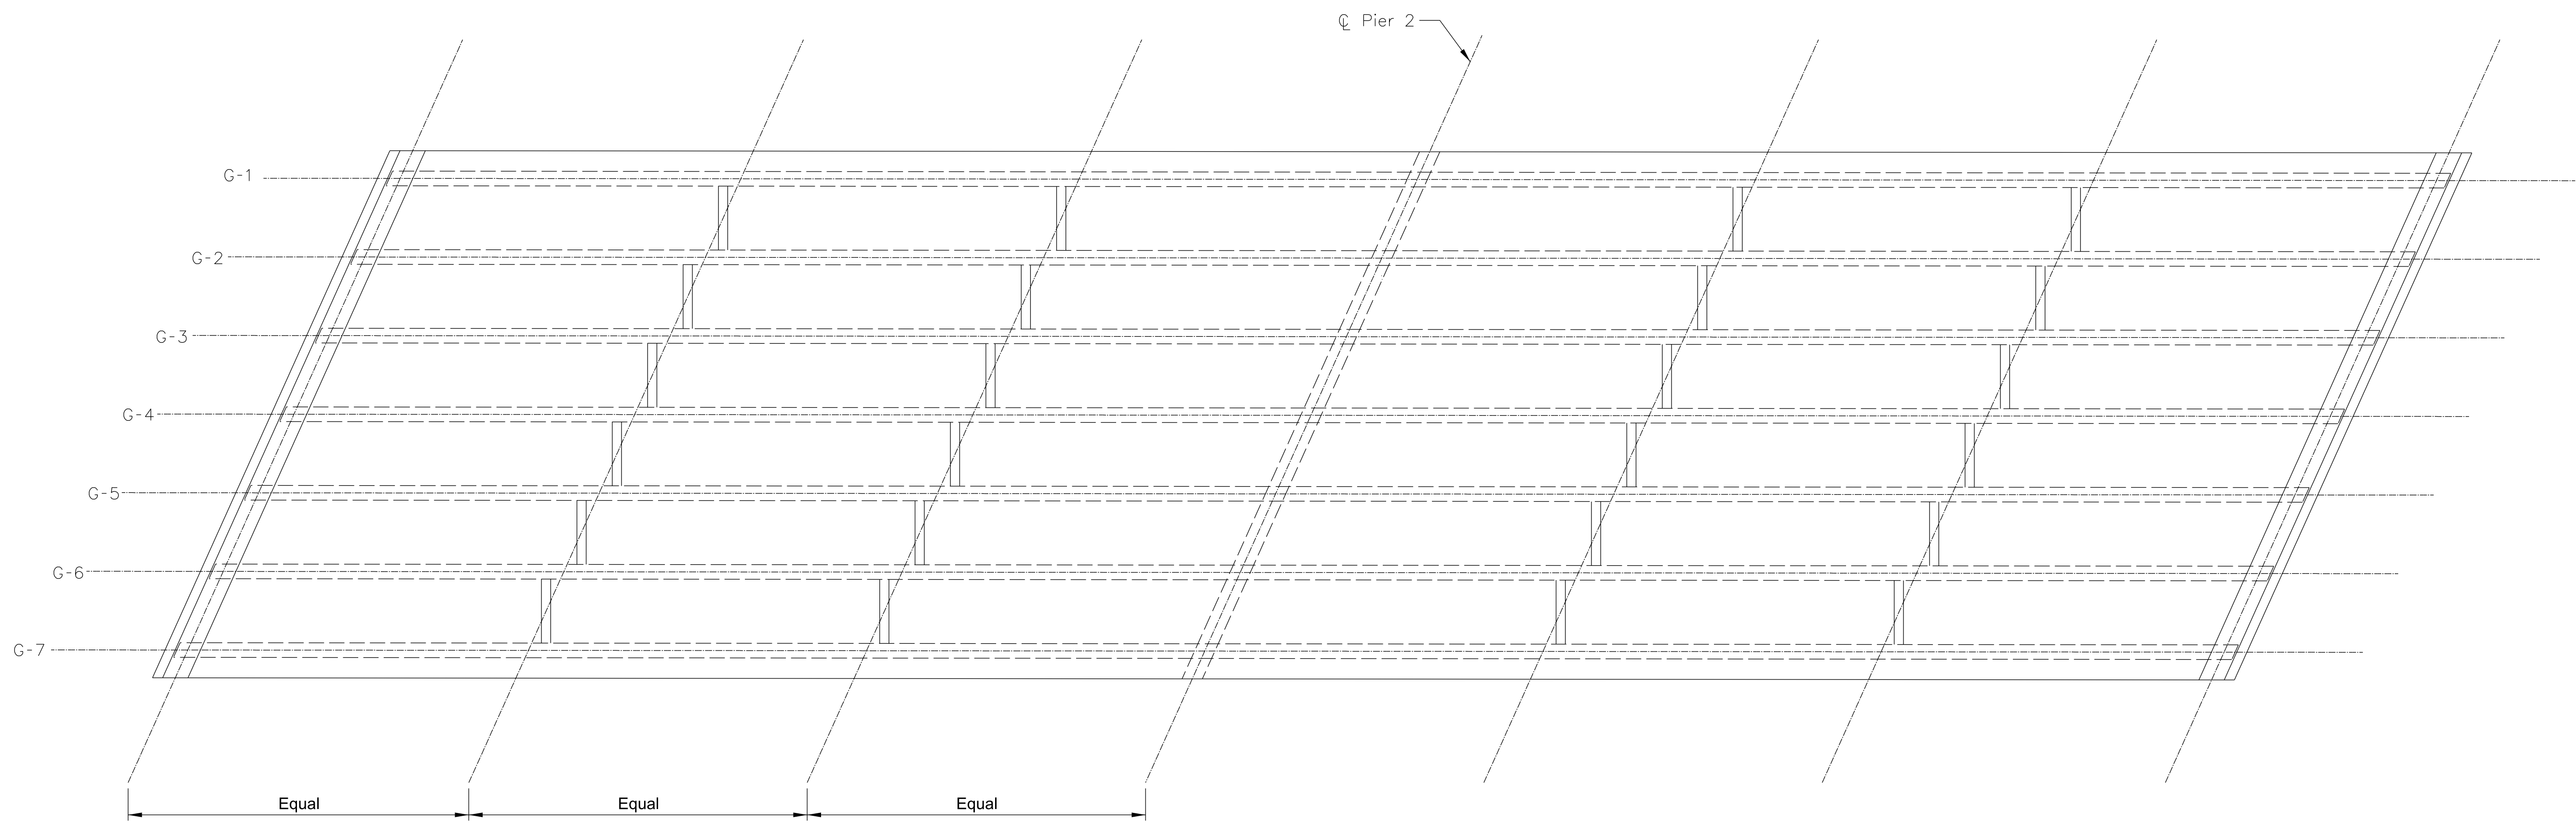 ℄ Pier 2
G-1
G-2
G-3
G-4
G-5
G-6
G-7
Equal Equal Equal